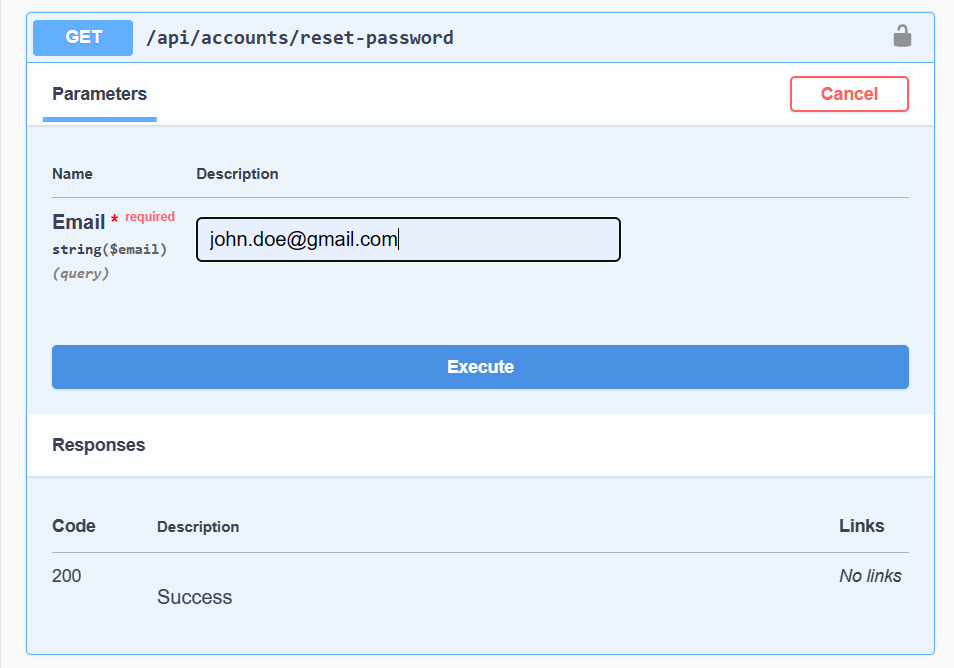 GET /api/accounts/reset-password
Parameters Cancel
Name Description
Email * required
john.doe@gmail.com
string($email)
(query)
Execute
Responses
Code Description Links
200 No links
Success